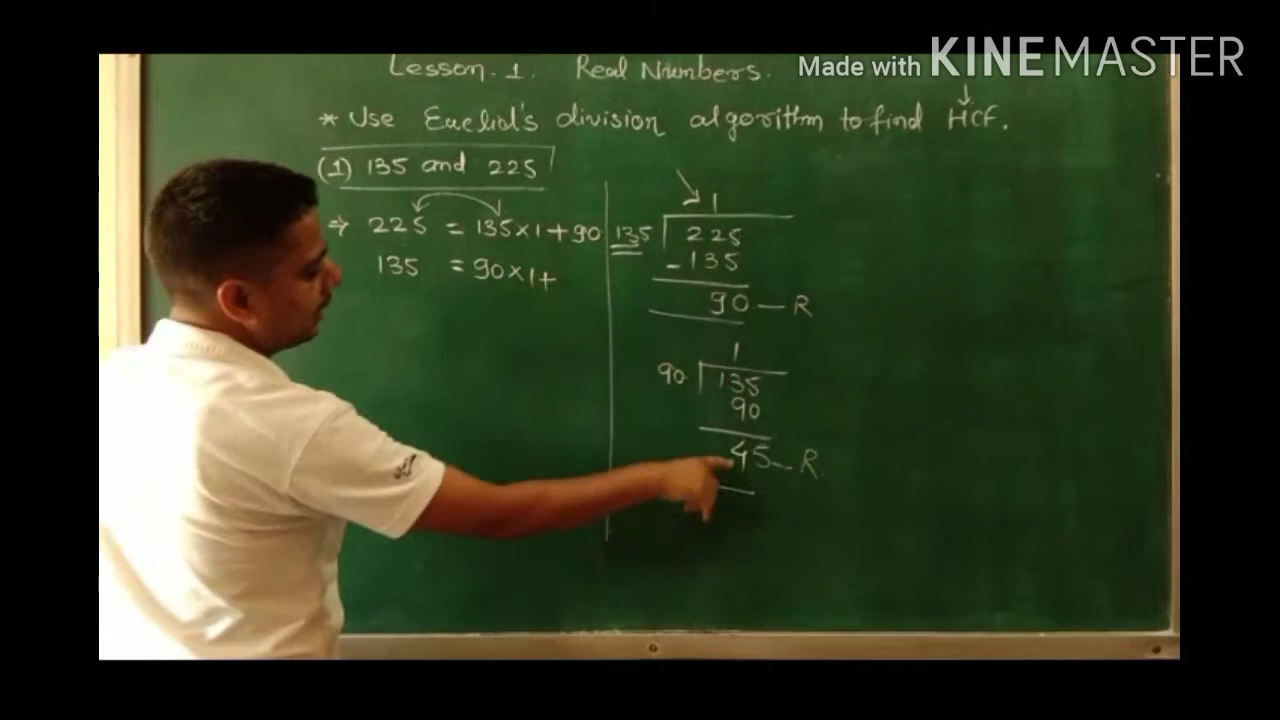 Made with KINEMASTER
Lesson. 1. Real Numbers.
* Use Euclid's division algorithm to find HCF.
(1) 135 and 225
⇒ 225 = 135 × 1 + 90
135 = 90 × 1 +
1
135 225
- 135
90 — R
1
90 135
90
45 — R